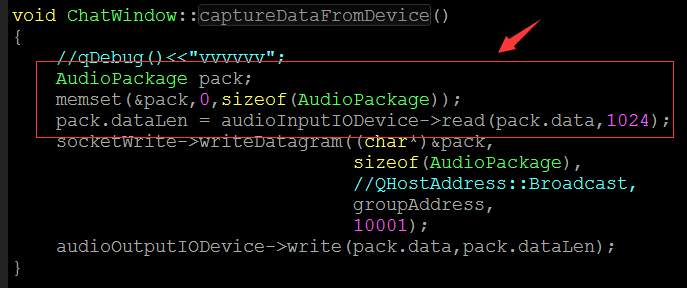 void ChatWindow::captureDataFromDevice()
{
//qDebug()<<"vvvvvv";
AudioPackage pack;
memset(&pack,0,sizeof(AudioPackage));
pack.dataLen = audioInputIODevice->read(pack.data,1024);
socketWrite->writeDatagram((char*)&pack,
sizeof(AudioPackage),
//QHostAddress::Broadcast,
groupAddress,
10001);
audioOutputIODevice->write(pack.data,pack.dataLen);
}